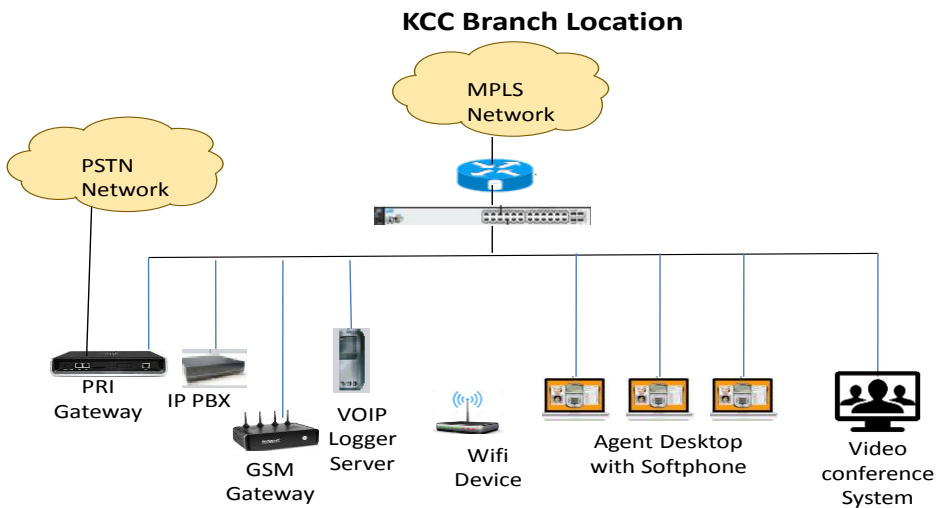 KCC Branch Location
MPLS
Network
PSTN
Network
PRI
Gateway
IP PBX
GSM
Gateway
VOIP
Logger
Server
Wifi
Device
Agent Desktop
with Softphone
Video
conference
System